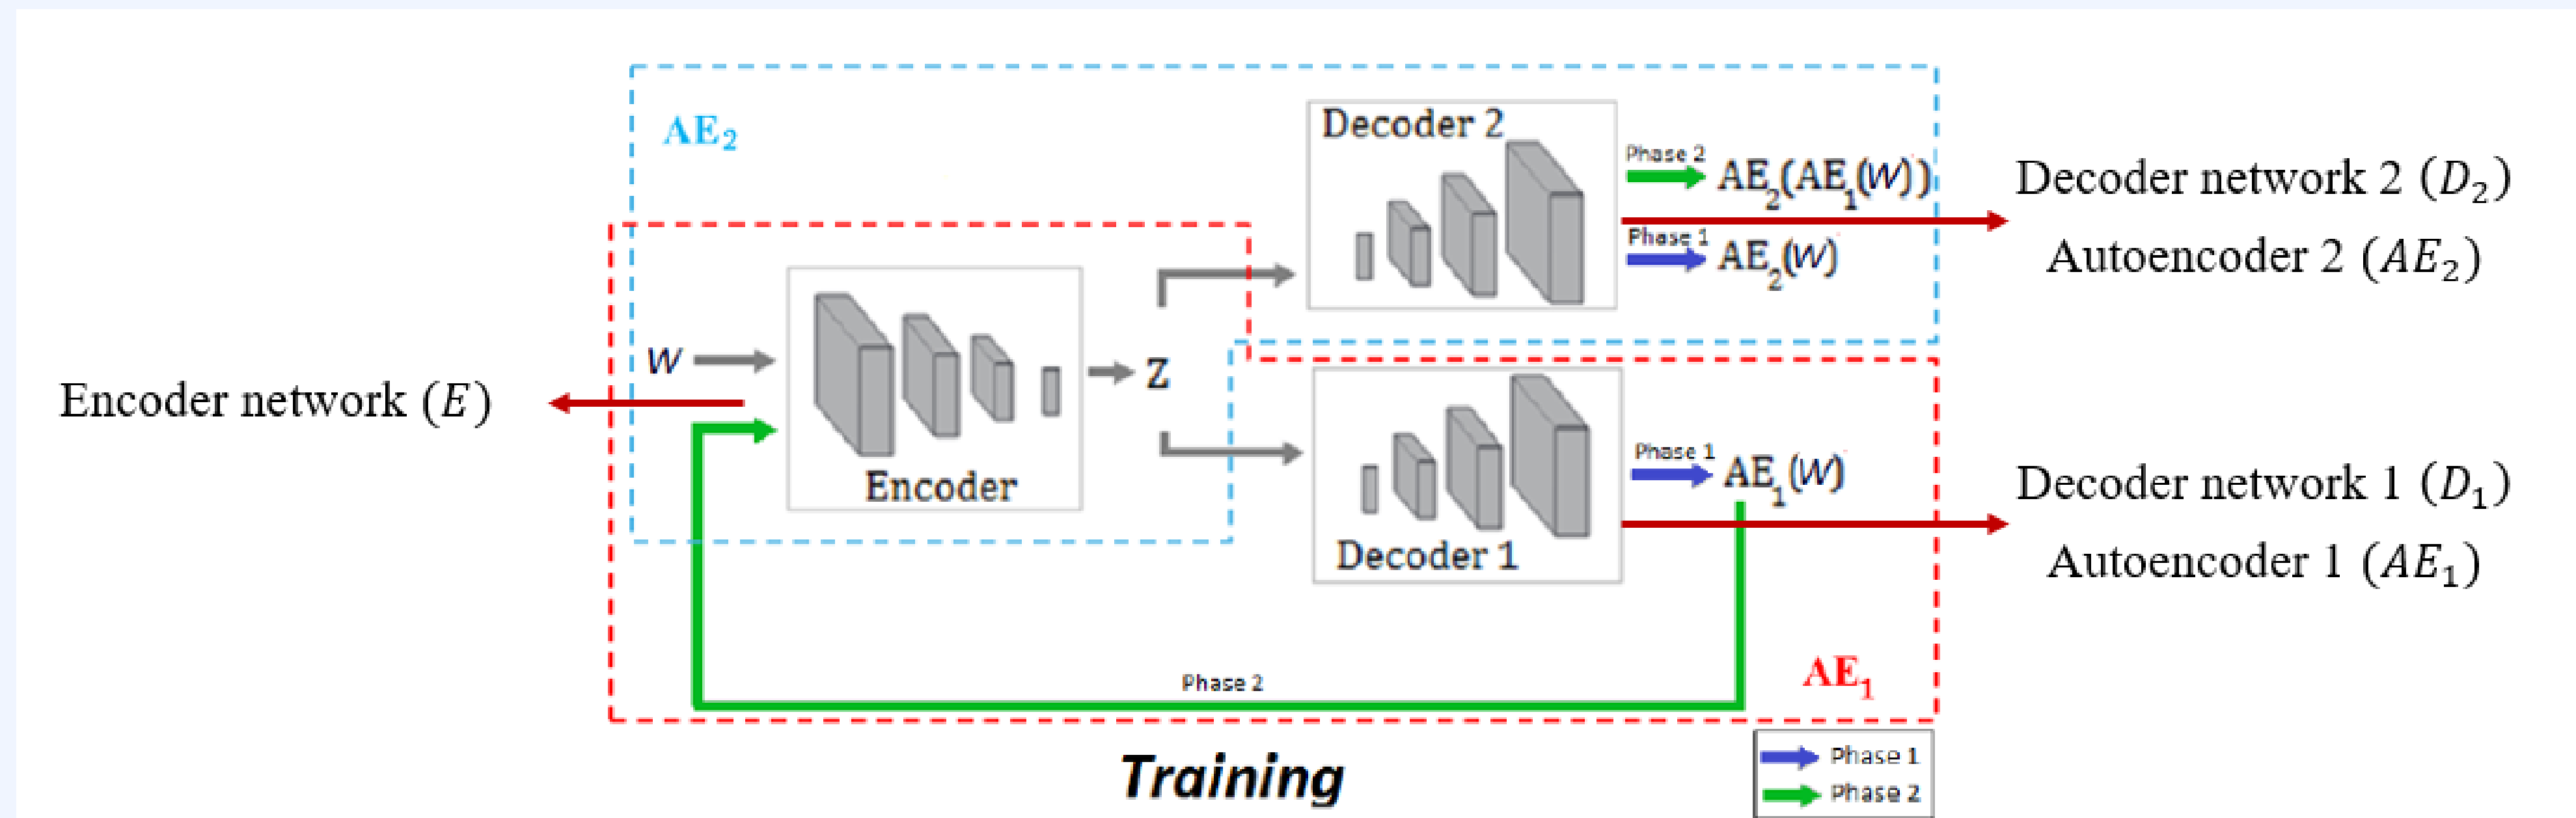 AE₂
Decoder 2
Phase 2
AE₂(AE₁(W))
Phase 1
AE₂(W)
Decoder network 2 (D₂)
Autoencoder 2 (AE₂)
W
Z
Encoder network (E)
Encoder
Phase 1
AE₁(W)
Decoder 1
Decoder network 1 (D₁)
Autoencoder 1 (AE₁)
Phase 2
AE₁
Training
Phase 1
Phase 2